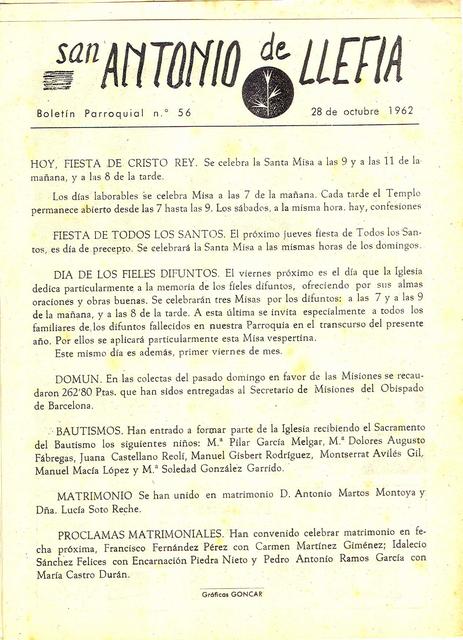 san ANTONIO de LLEFIA
Boletín Parroquial n.° 56 28 de octubre 1962
HOY, FIESTA DE CRISTO REY. Se celebra la Santa Misa a las 9 y a las 11 de la
mañana, y a las 8 de la tarde.
Los días laborables se celebra Misa a las 7 de la mañana. Cada tarde el Templo
permanece abierto desde las 7 hasta las 9. Los sábados, a la misma hora, hay, confesiones
FIESTA DE TODOS LOS SANTOS. El próximo jueves fiesta de Todos los San-
tos, es día de precepto. Se celebrará la Santa Misa a las mismas horas de los domingos.
DIA DE LOS FIELES DIFUNTOS. El viernes próximo es el día que la Iglesia
dedica particularmente a la memoria de los fieles difuntos, ofreciendo por sus almas
oraciones y obras buenas. Se celebrarán tres Misas por los difuntos: a las 7 y a las 9
de la mañana, y a las 8 de la tarde. A esta última se invita especialmente a todos los
familiares de los difuntos fallecidos en nuestra Parroquia en el transcurso del presente
año. Por ellos se aplicará particularmente esta Misa vespertina.
Este mismo día es además, primer viernes de mes.
DOMUN. En las colectas del pasado domingo en favor de las Misiones se recau-
daron 262'80 Ptas. que han sidos entregadas al Secretario de Misiones del Obispado
de Barcelona.
BAUTISMOS. Han entrado a formar parte de la Iglesia recibiendo el Sacramento
del Bautismo los siguientes niños: M.ª Pilar García Melgar, M.ª Dolores Augusto
Fábregas, Juana Castellano Reolí, Manuel Gisbert Rodríguez, Montserrat Avilés Gil,
Manuel Macía López y M.ª Soledad González Garrido.
MATRIMONIO Se han unido en matrimonio D. Antonio Martos Montoya y
Dña. Lucía Soto Reche.
PROCLAMAS MATRIMONIALES. Han convenido celebrar matrimonio en fe-
cha próxima, Francisco Fernández Pérez con Carmen Martínez Giménez; Idalecio
Sánchez Felices con Encarnación Piedra Nieto y Pedro Antonio Ramos García con
María Castro Durán.
Gráficas GONCAR